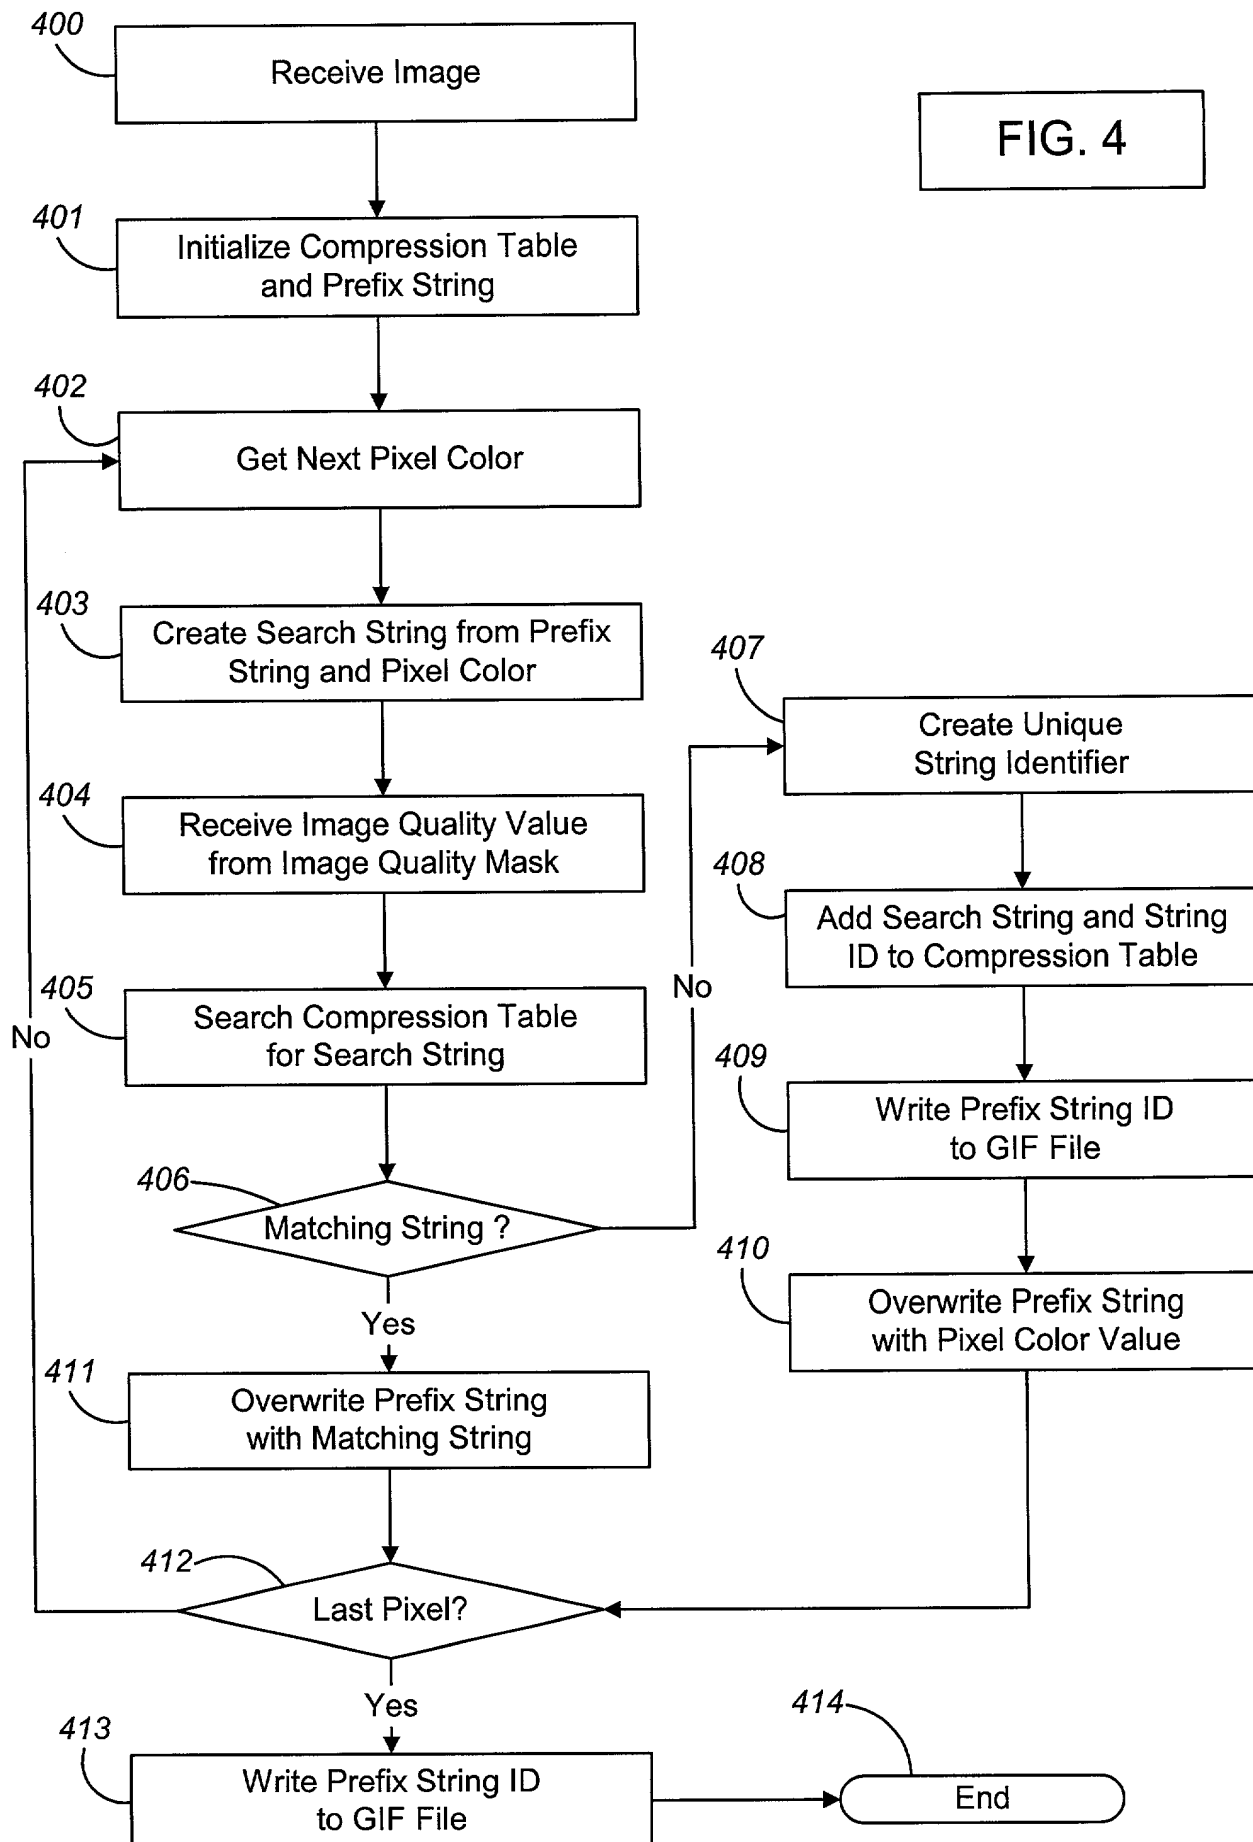 400
Receive Image
FIG. 4
401
Initialize Compression Table
and Prefix String
402
Get Next Pixel Color
403
Create Search String from Prefix
String and Pixel Color
404
Receive Image Quality Value
from Image Quality Mask
405
Search Compression Table
for Search String
406
Matching String ?
No
Yes
407
Create Unique
String Identifier
408
Add Search String and String
ID to Compression Table
409
Write Prefix String ID
to GIF File
410
Overwrite Prefix String
with Pixel Color Value
411
Overwrite Prefix String
with Matching String
412
Last Pixel?
No
Yes
413
Write Prefix String ID
to GIF File
414
End